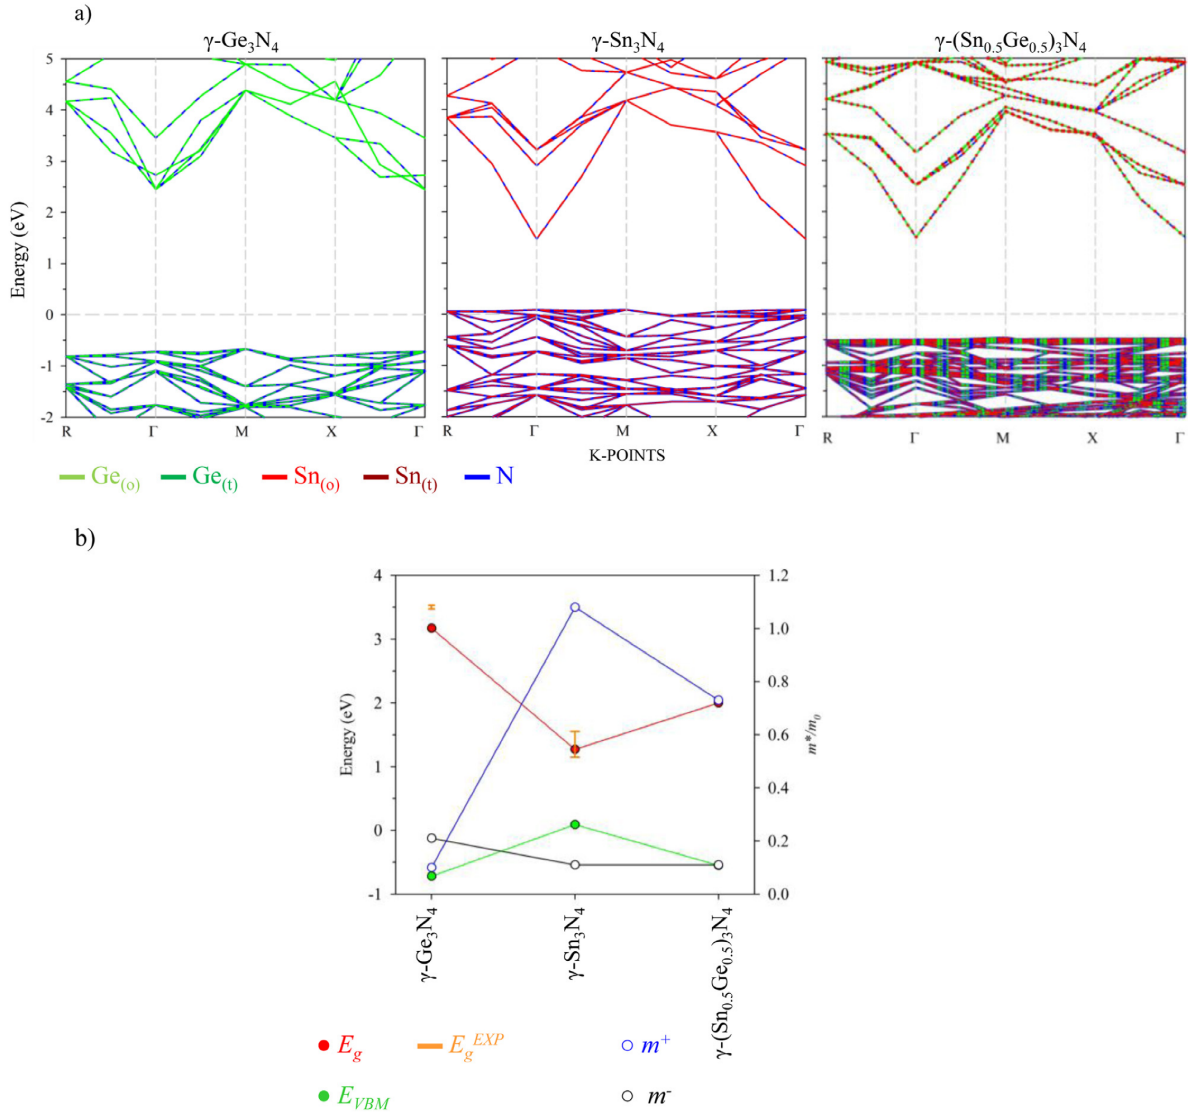 a)
γ-Ge3N4
γ-Sn3N4
γ-(Sn0.5Ge0.5)3N4
Energy (eV)
5
4
3
2
1
0
-1
-2
R Γ M X Γ
R Γ M X Γ
R Γ M X Γ
K-POINTS
Ge(o) Ge(t) Sn(o) Sn(t) N
b)
Energy (eV)
4
3
2
1
0
-1
m*/m0
1.2
1.0
0.8
0.6
0.4
0.2
0.0
γ-Ge3N4
γ-Sn3N4
γ-(Sn0.5Ge0.5)3N4
Eg EgEXP m+
EVBM m-